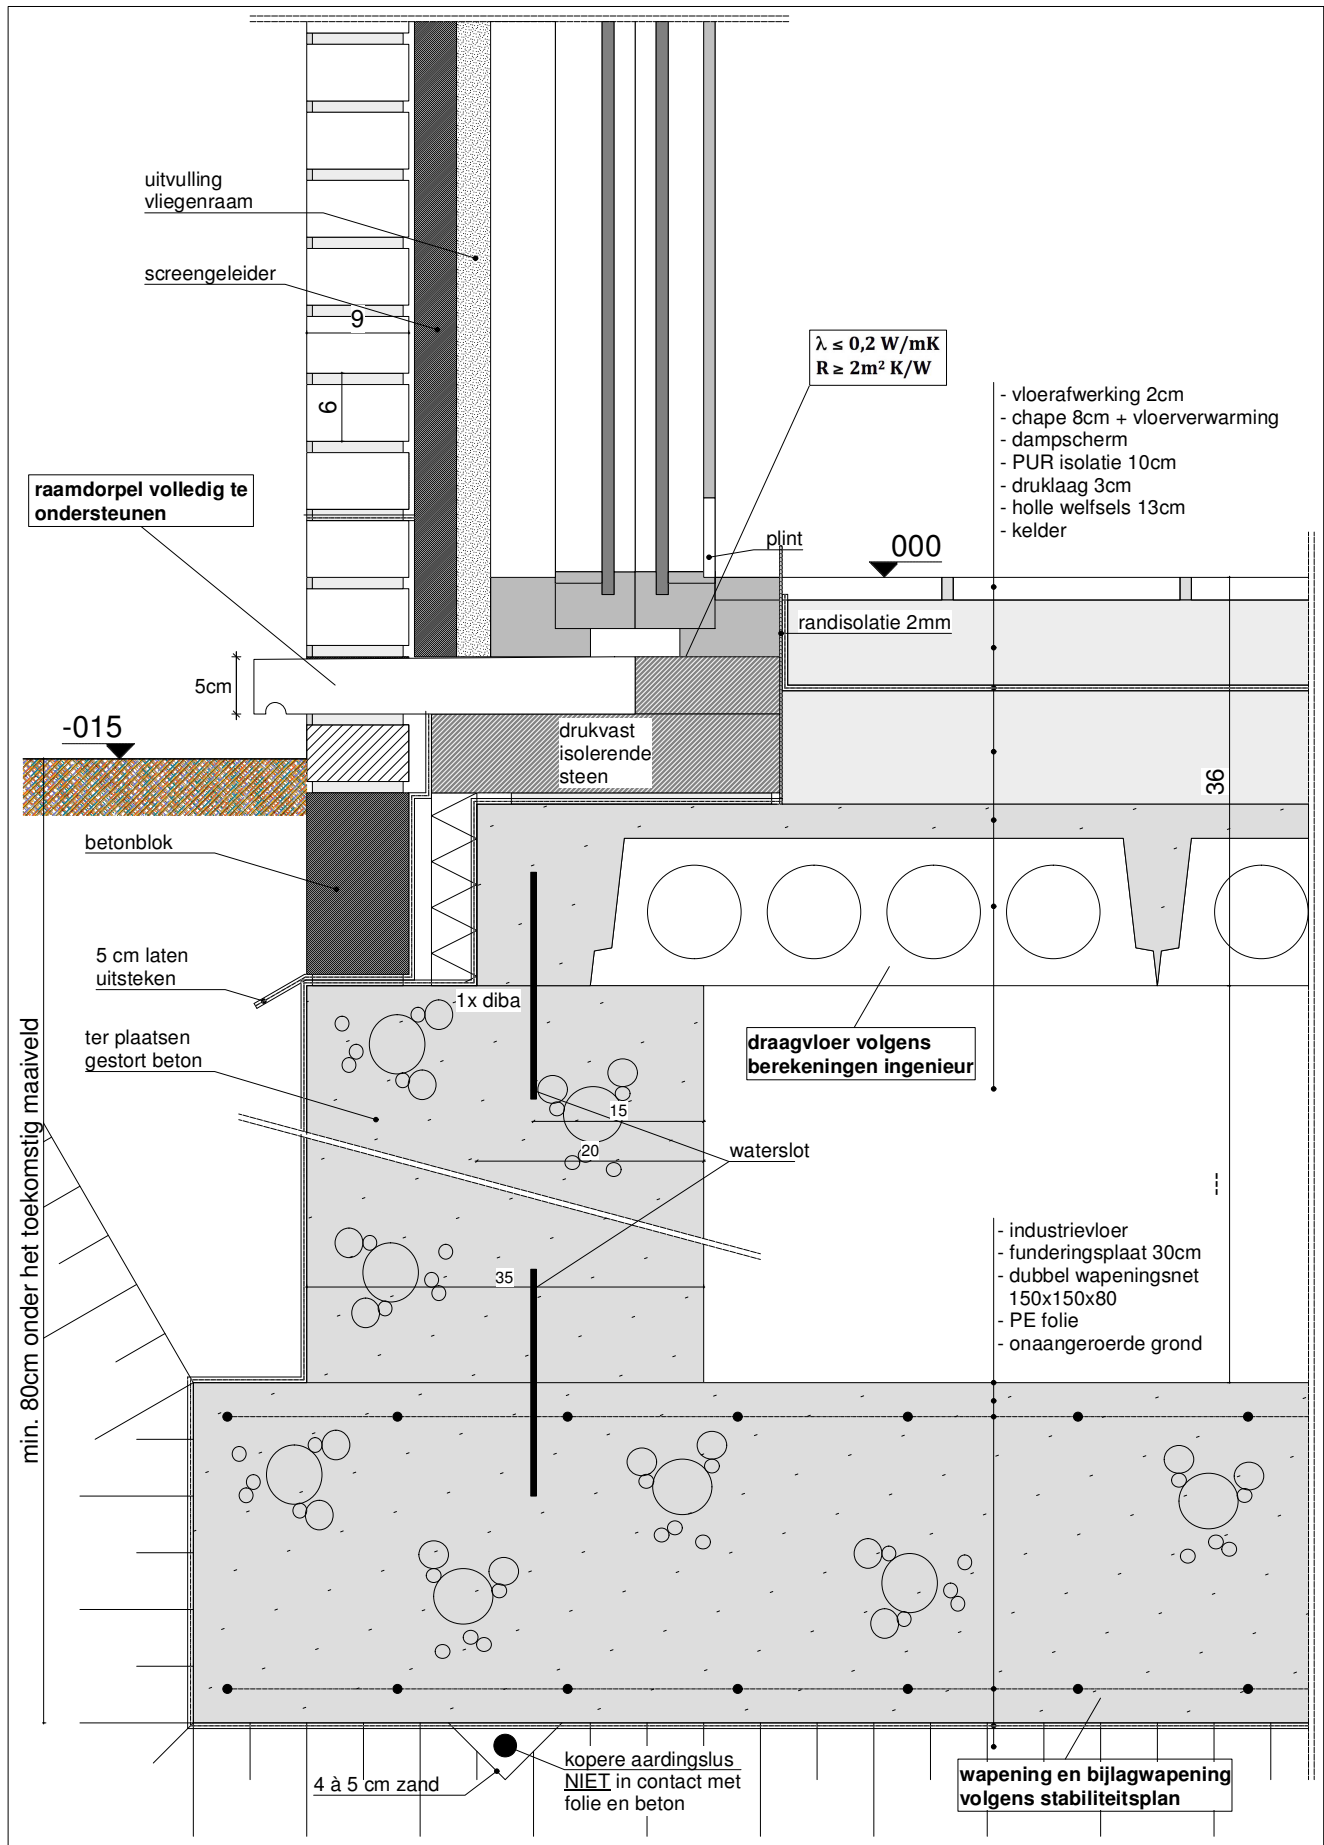 uitvulling
vliegenraam
screengeleider
9
6
λ ≤ 0,2 W/mK
R ≥ 2m² K/W
- vloerafwerking 2cm
- chape 8cm + vloerverwarming
- dampscherm
- PUR isolatie 10cm
- druklaag 3cm
- holle welfsels 13cm
- kelder
raamdorpel volledig te
ondersteunen
plint
000
randisolatie 2mm
5cm
-015
drukvast
isolerende
steen
36
betonblok
5 cm laten
uitsteken
1x diba
ter plaatsen
gestort beton
draagvloer volgens
berekeningen ingenieur
15
20
waterslot
35
min. 80cm onder het toekomstig maaiveld
- industrievloer
- funderingsplaat 30cm
- dubbel wapeningsnet
150x150x80
- PE folie
- onaangeroerde grond
kopere aardingslus
NIET in contact met
folie en beton
4 à 5 cm zand
wapening en bijlagwapening
volgens stabiliteitsplan